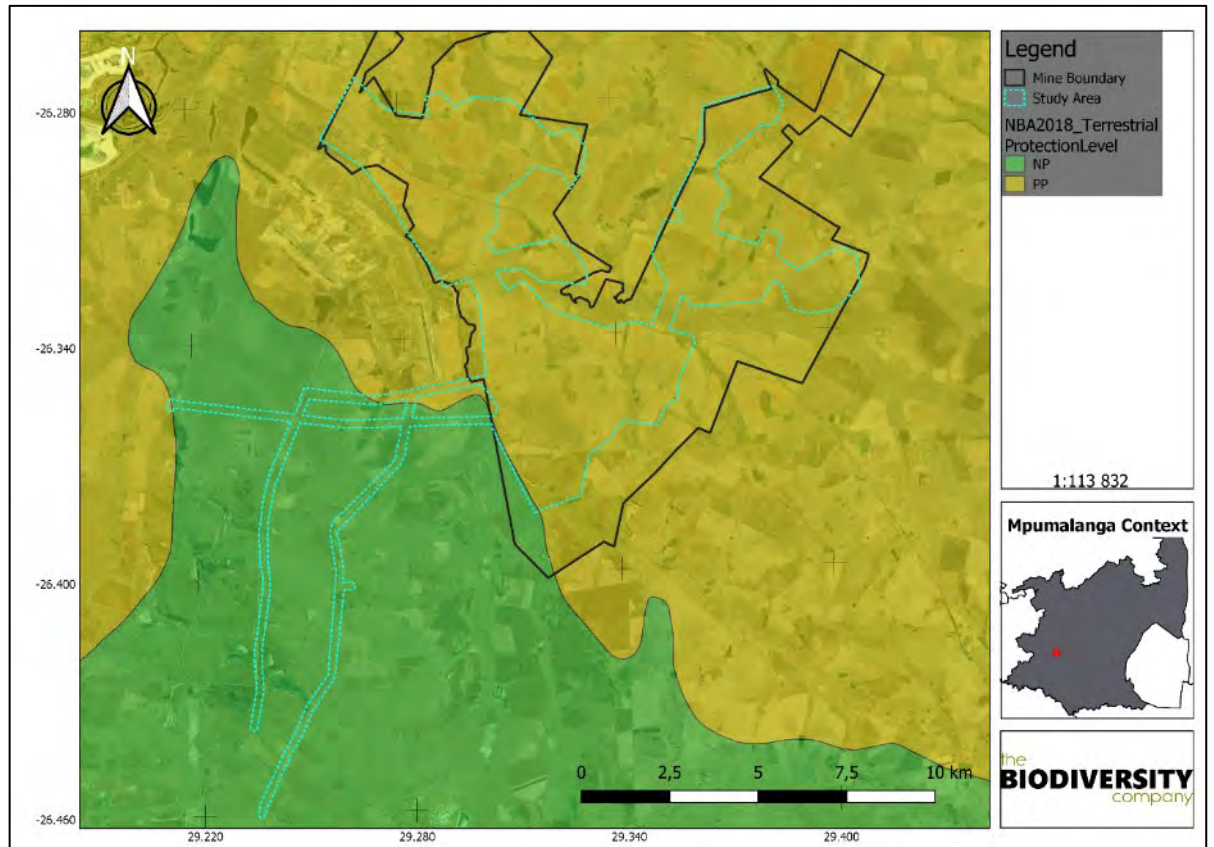 N
-26.280
-26.340
-26.400
-26.460
29.220
29.280
29.340
29.400
0
2,5
5
7,5
10 km
Legend
Mine Boundary
Study Area
NBA2018_Terrestrial
ProtectionLevel
NP
PP
1:113 832
Mpumalanga Context
the
BIODIVERSITY
company